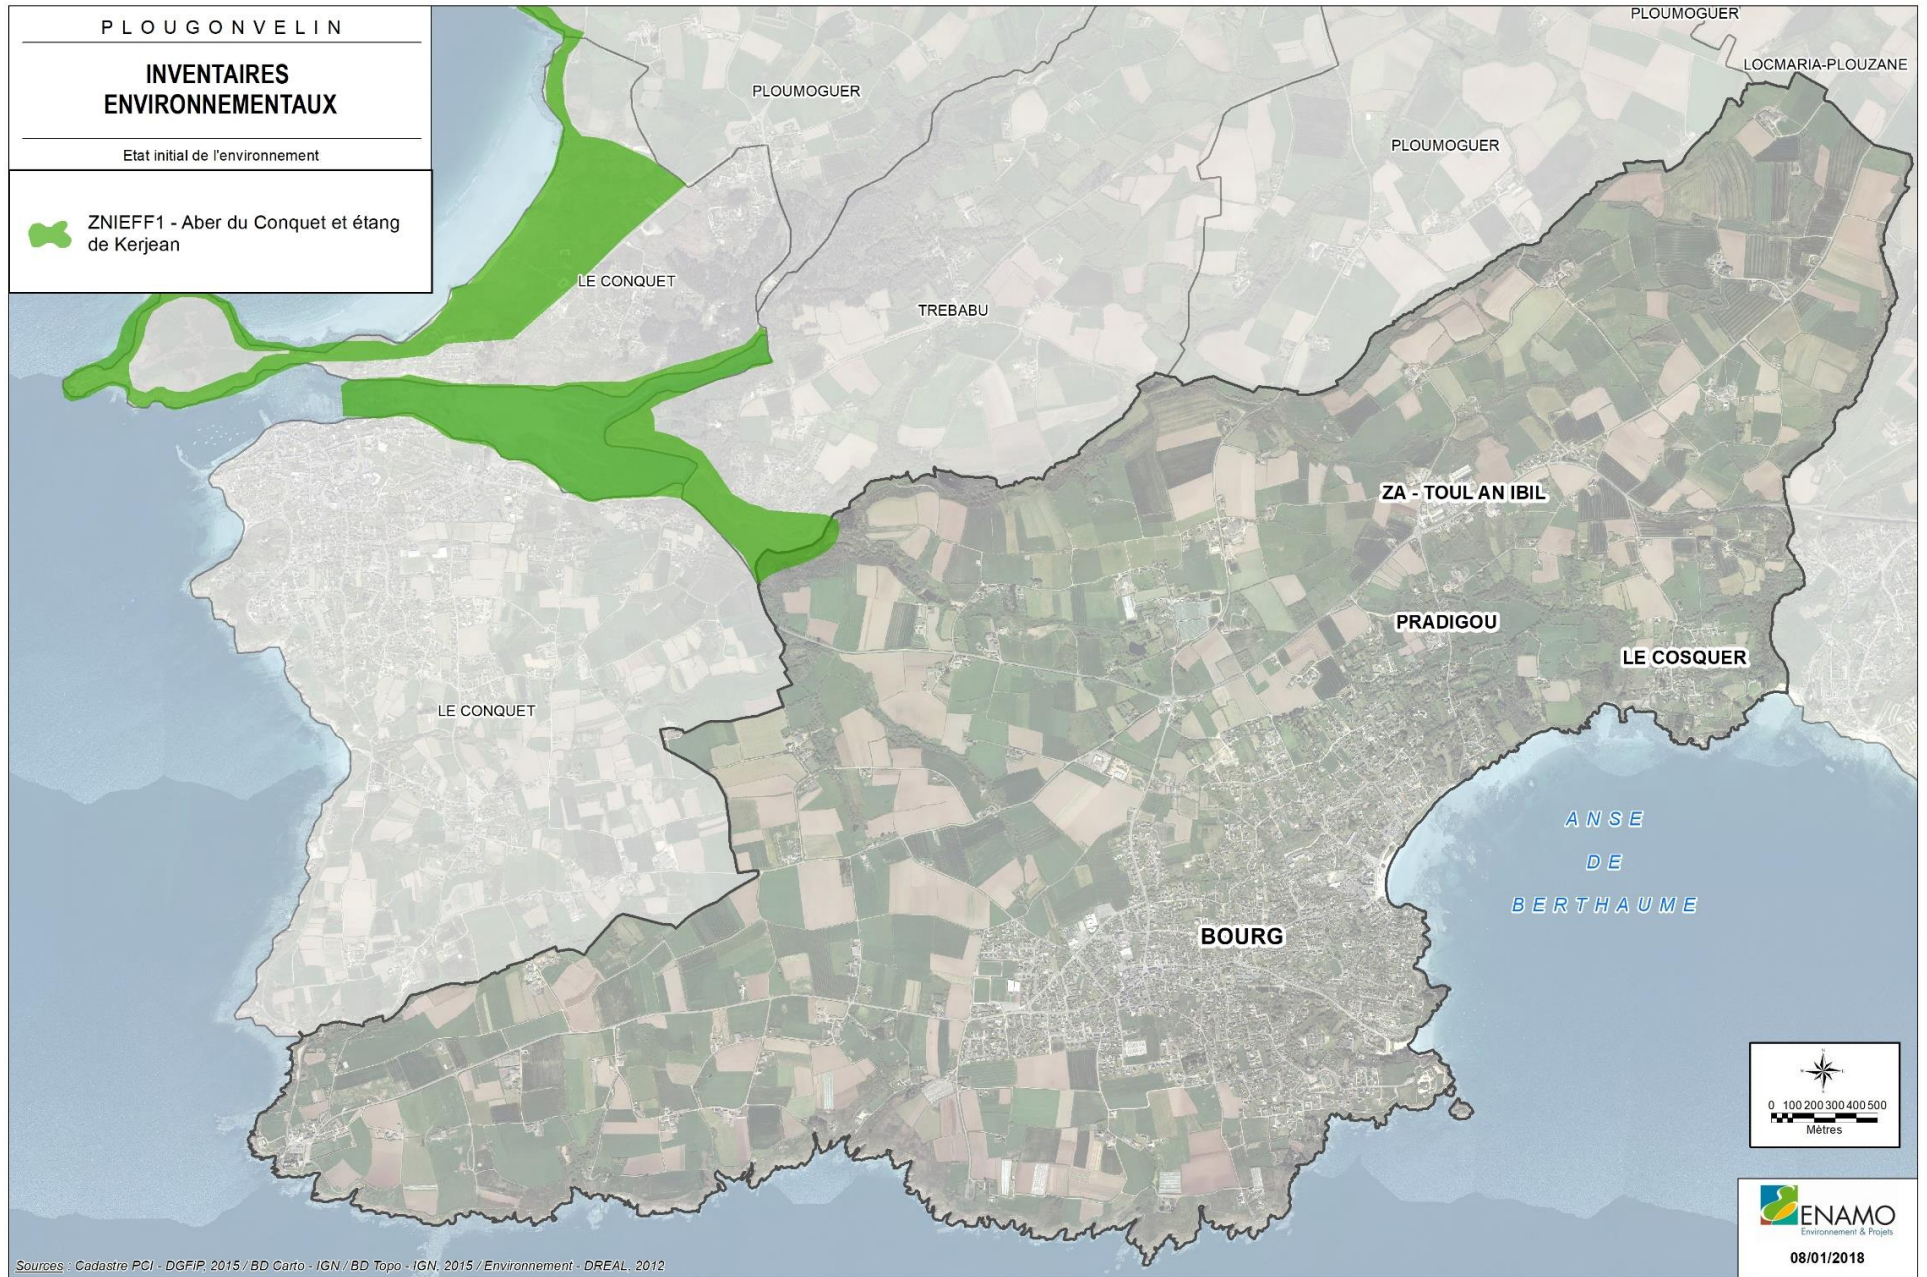 PLOUGONVELIN
INVENTAIRES
ENVIRONNEMENTAUX
Etat initial de l'environnement
ZNIEFF1 - Aber du Conquet et étang
de Kerjean
PLOUMOGUER
LOCMARIA-PLOUZANE
PLOUMOGUER
PLOUMOGUER
LE CONQUET
TREBABU
ZA - TOUL AN IBIL
PRADIGOU
LE COSQUER
LE CONQUET
ANSE
DE
BERTHAUME
BOURG
0 100 200 300 400 500
Mètres
ENAMO
Environnement & Projets
08/01/2018
Sources : Cadastre PCI - DGFiP, 2015 / BD Carto - IGN / BD Topo - IGN, 2015 / Environnement - DREAL, 2012